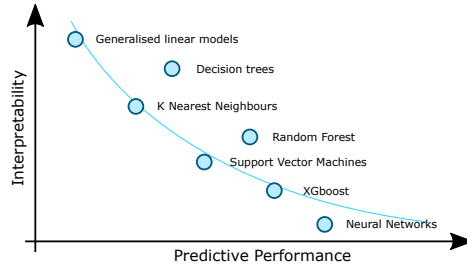 Generalised linear models
Decision trees
K Nearest Neighbours
Random Forest
Support Vector Machines
XGboost
Neural Networks
Interpretability
Predictive Performance